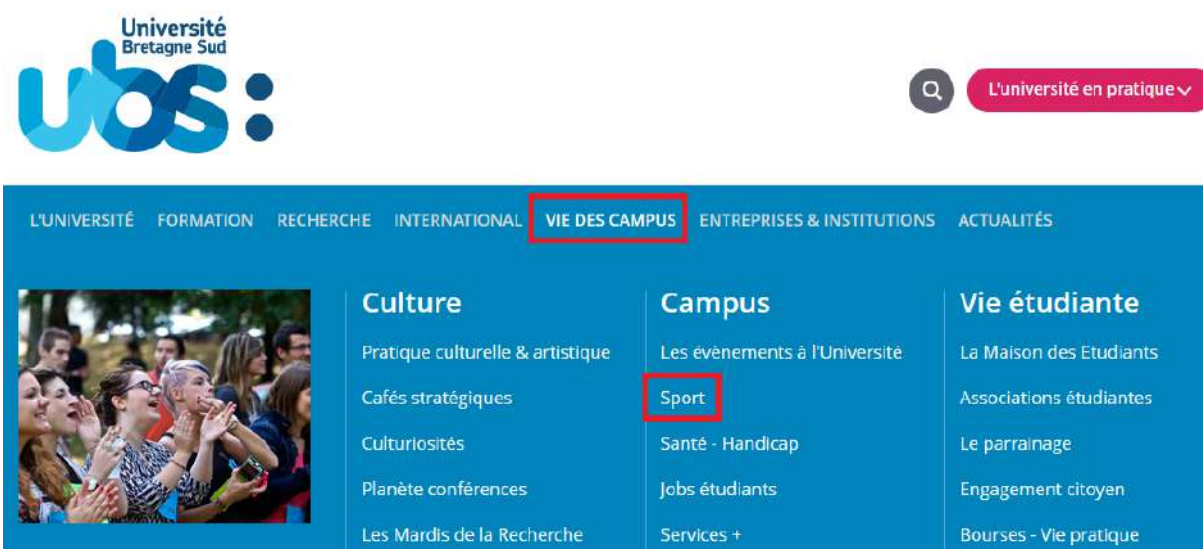 Université
Bretagne Sud
ubs:
L'université en pratique
L'UNIVERSITÉ FORMATION RECHERCHE INTERNATIONAL VIE DES CAMPUS ENTREPRISES & INSTITUTIONS ACTUALITÉS
Culture
Pratique culturelle & artistique
Cafés stratégiques
Culturiosités
Planète conférences
Les Mardis de la Recherche
Campus
Les évènements à l'Université
Sport
Santé - Handicap
Jobs étudiants
Services +
Vie étudiante
La Maison des Etudiants
Associations étudiantes
Le parrainage
Engagement citoyen
Bourses - Vie pratique